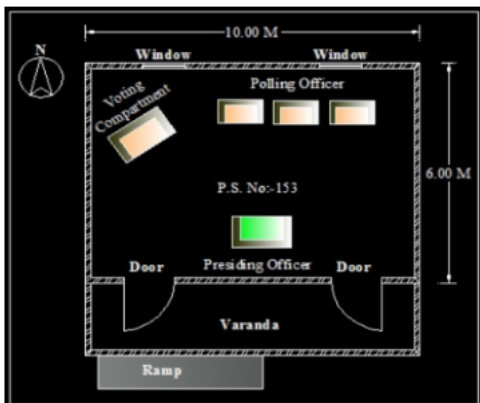 10.00 M
N
Window
Window
Voting
Compartment
Polling Officer
6.00 M
P.S. No:-153
Door
Presiding Officer
Door
Varanda
Ramp